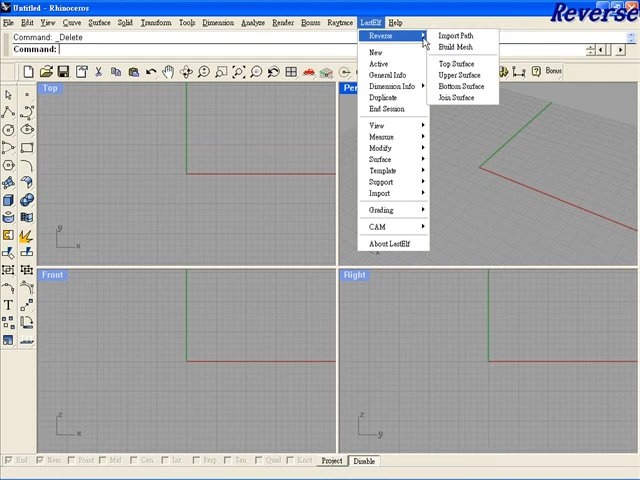 Untitled - Rhinoceros
Reverse
File Edit View Curve Surface Solid Transform Tools Dimension Analyze Render Bonus Raytrace LastElf Help
Command: _Delete
Command:
Reverse
New
Active
General Info
Dimension Info
Duplicate
End Session
View
Measure
Modify
Surface
Template
Support
Import
Grading
CAM
About LastElf
Import Path
Build Mesh
Top Surface
Upper Surface
Bottom Surface
Join Surface
Bonus
Top
Per
y
x
x
Front
Right
z
x
z
y
T
End Near Point Mid Cen Int Perp Tan Quad Knot Project Disable